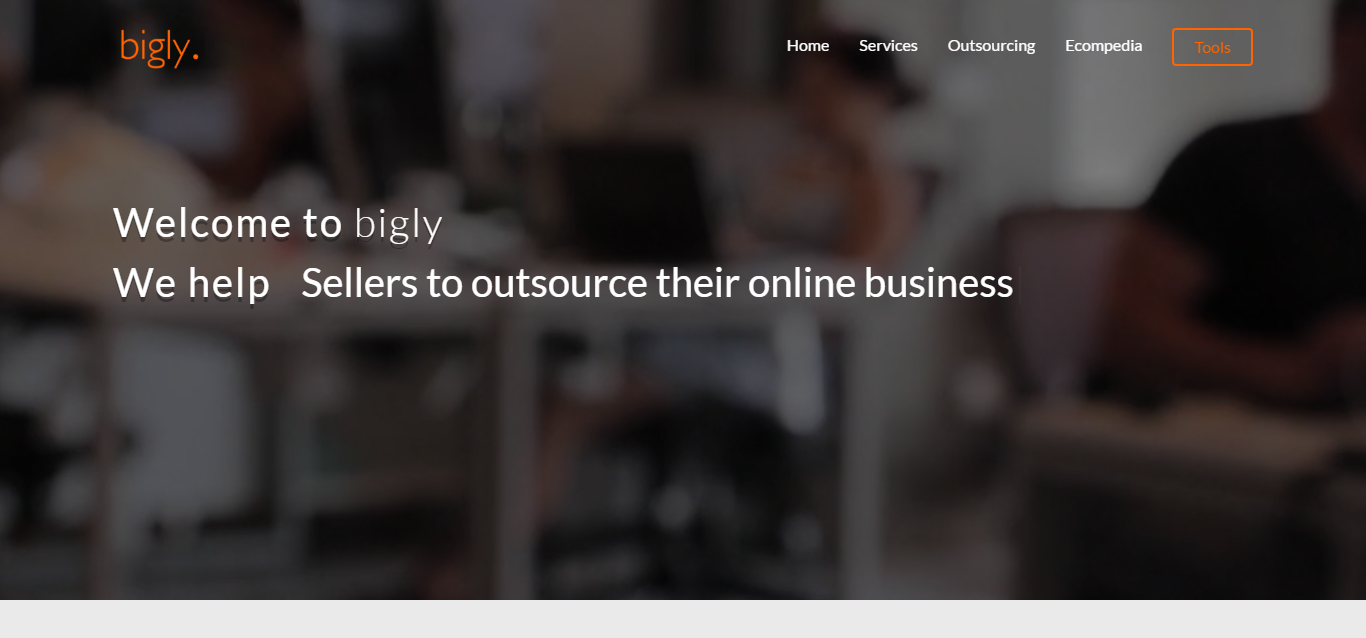 bigly.
Home Services Outsourcing Ecompedia Tools
Welcome to bigly
We help Sellers to outsource their online business